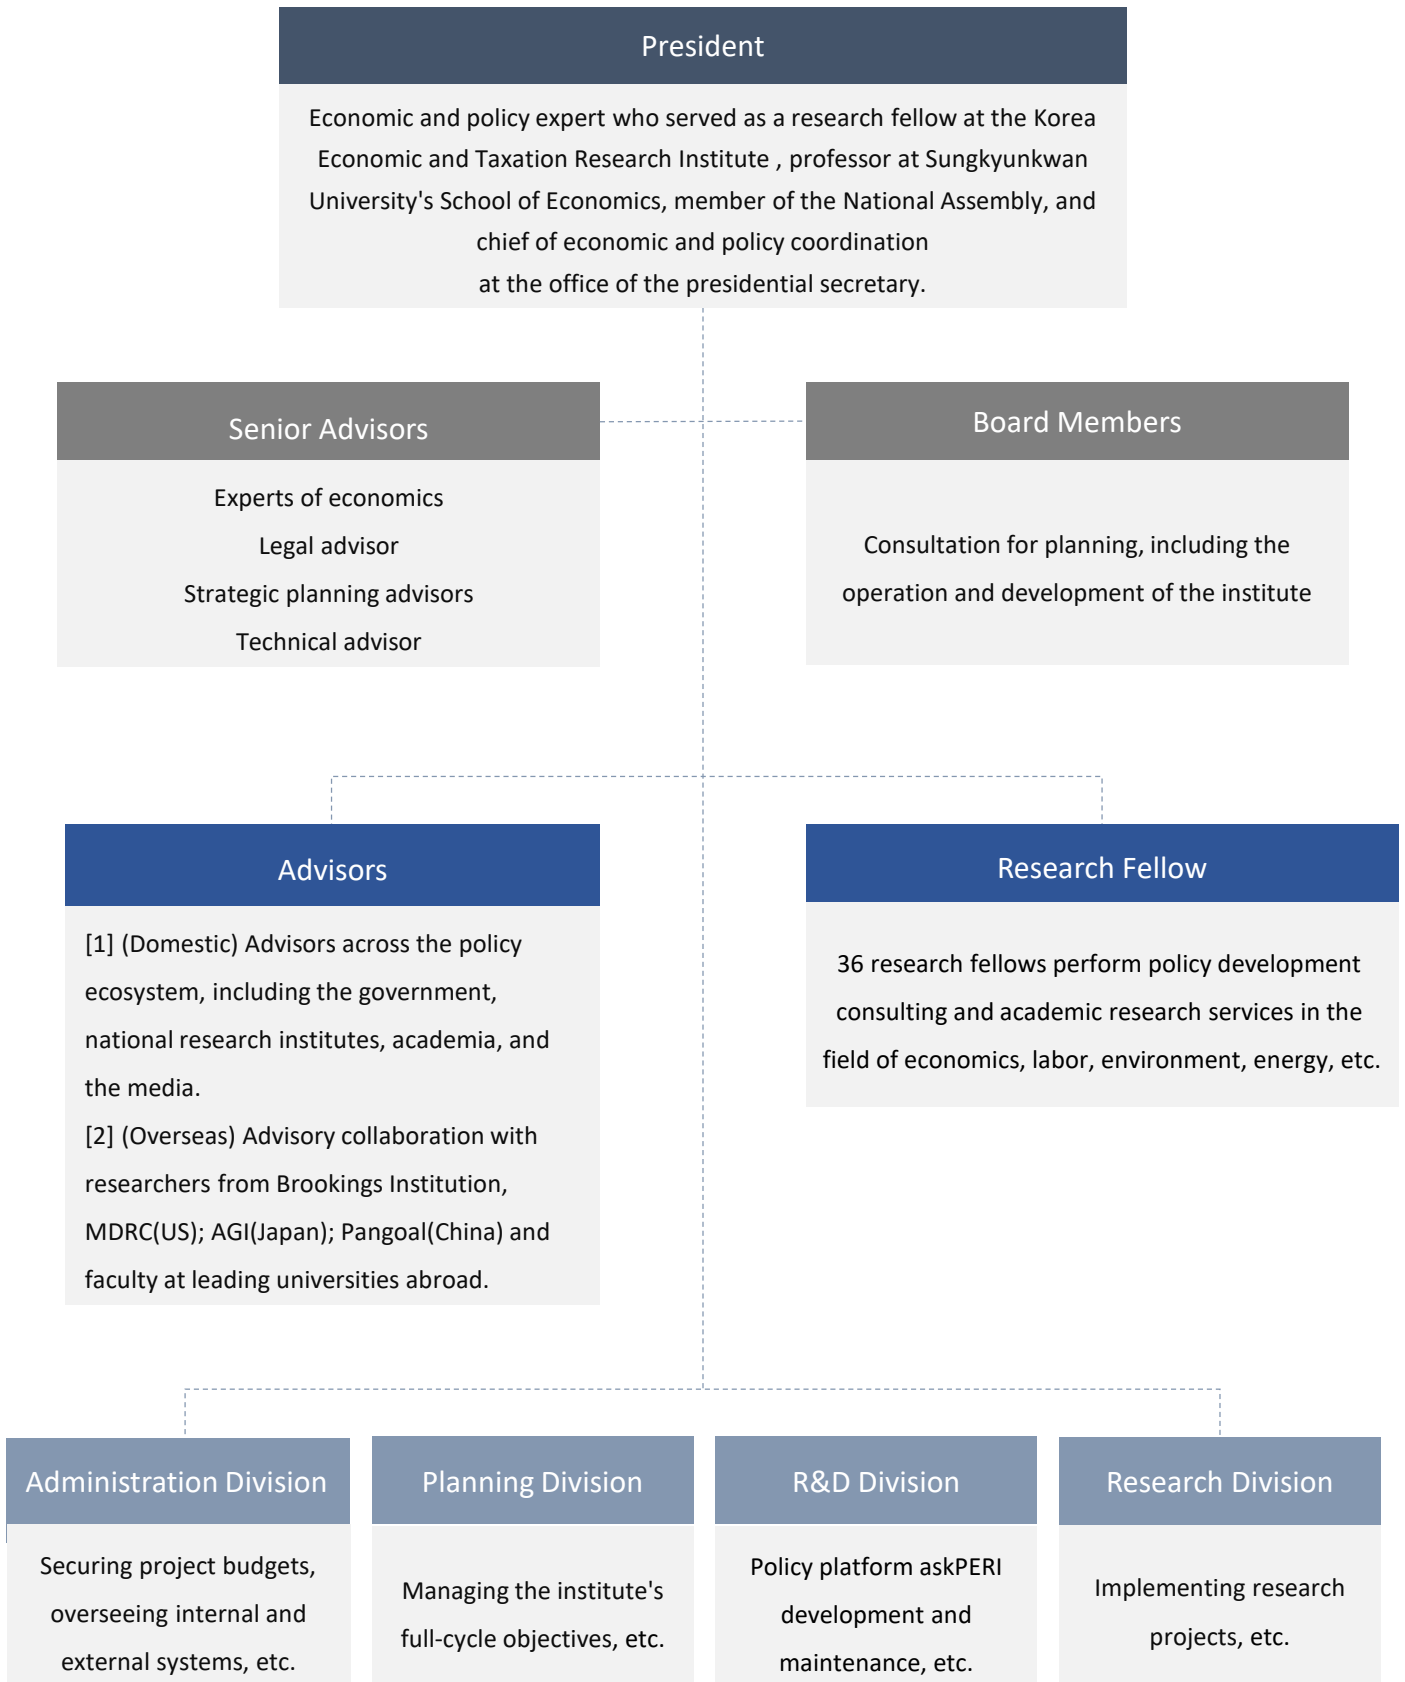 President
Economic and policy expert who served as a research fellow at the Korea
Economic and Taxation Research Institute , professor at Sungkyunkwan
University's School of Economics, member of the National Assembly, and
chief of economic and policy coordination
at the office of the presidential secretary.
Senior Advisors
Experts of economics
Legal advisor
Strategic planning advisors
Technical advisor
Board Members
Consultation for planning, including the
operation and development of the institute
Advisors
[1] (Domestic) Advisors across the policy
ecosystem, including the government,
national research institutes, academia, and
the media.
[2] (Overseas) Advisory collaboration with
researchers from Brookings Institution,
MDRC(US); AGI(Japan); Pangoal(China) and
faculty at leading universities abroad.
Research Fellow
36 research fellows perform policy development
consulting and academic research services in the
field of economics, labor, environment, energy, etc.
Administration Division
Securing project budgets,
overseeing internal and
external systems, etc.
Planning Division
Managing the institute's
full-cycle objectives, etc.
R&D Division
Policy platform askPERI
development and
maintenance, etc.
Research Division
Implementing research
projects, etc.